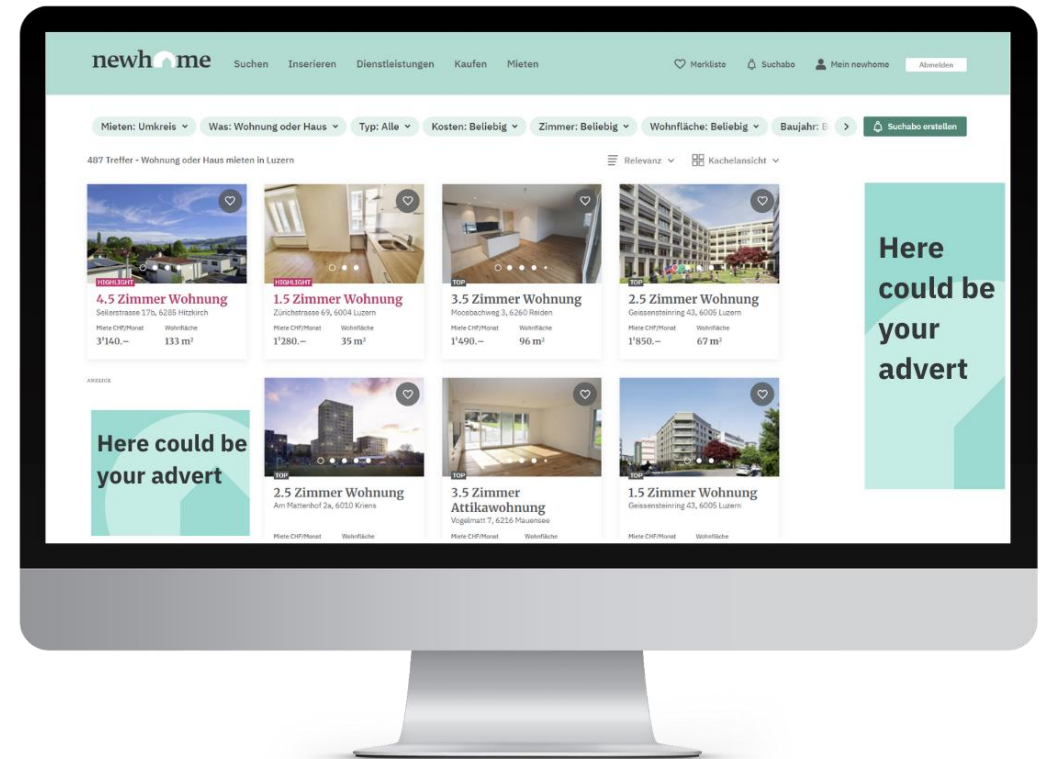 newhome
Suchen Inserieren Dienstleistungen Kaufen Mieten
Merkliste Suchabo Mein newhome Abmelden
Mieten: Umkreis Was: Wohnung oder Haus Typ: Alle Kosten: Beliebig Zimmer: Beliebig Wohnfläche: Beliebig Baujahr: B Suchabo erstellen
487 Treffer - Wohnung oder Haus mieten in Luzern
Relevanz Kachelansicht
HIGHLIGHT
4.5 Zimmer Wohnung
Seilerstrasse 17b, 6285 Hitzkirch
Miete CHF/Monat Wohnfläche
3'140.– 133 m²
HIGHLIGHT
1.5 Zimmer Wohnung
Zürichstrasse 69, 6004 Luzern
Miete CHF/Monat Wohnfläche
1'280.– 35 m²
TOP
3.5 Zimmer Wohnung
Moosbachweg 3, 6260 Reiden
Miete CHF/Monat Wohnfläche
1'490.– 96 m²
TOP
2.5 Zimmer Wohnung
Geissensteinring 43, 6005 Luzern
Miete CHF/Monat Wohnfläche
1'850.– 67 m²
Here
could be
your
advert
ANZEIGE
Here could be
your advert
TOP
2.5 Zimmer Wohnung
Am Mattenhof 2a, 6010 Kriens
Miete CHF/Monat Wohnfläche
TOP
3.5 Zimmer
Attikawohnung
Vogelmatt 7, 6216 Mauensee
Miete CHF/Monat Wohnfläche
TOP
1.5 Zimmer Wohnung
Geissensteinring 43, 6005 Luzern
Miete CHF/Monat Wohnfläche